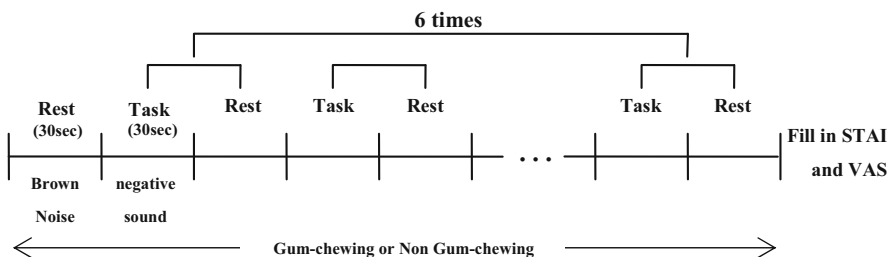 6 times
Rest Task Rest Task Rest Task Rest
(30sec) (30sec)
Fill in STAI
and VAS
...
Brown negative
Noise sound
Gum-chewing or Non Gum-chewing